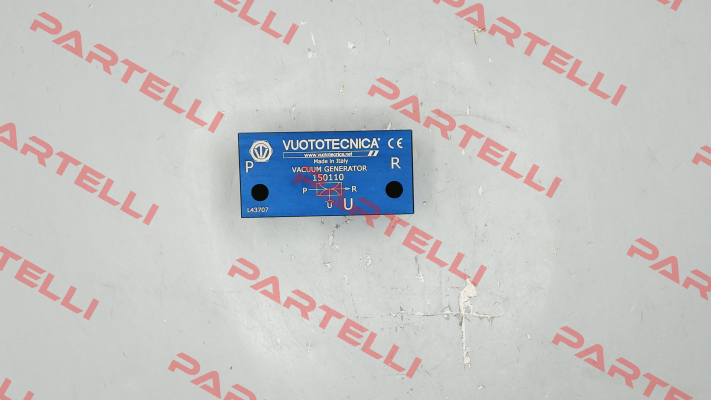 PARTELLI
PARTELLI
PARTELLI
PARTELLI
VUOTOTECNICA®
CE
www.vuototecnica.net
Made in Italy
P
R
VACUUM GENERATOR
150110
P
R
U
U
L43707
PARTELLI
PARTELLI
PARTELLI
PARTELLI
PARTELLI
PARTELLI
PARTELLI